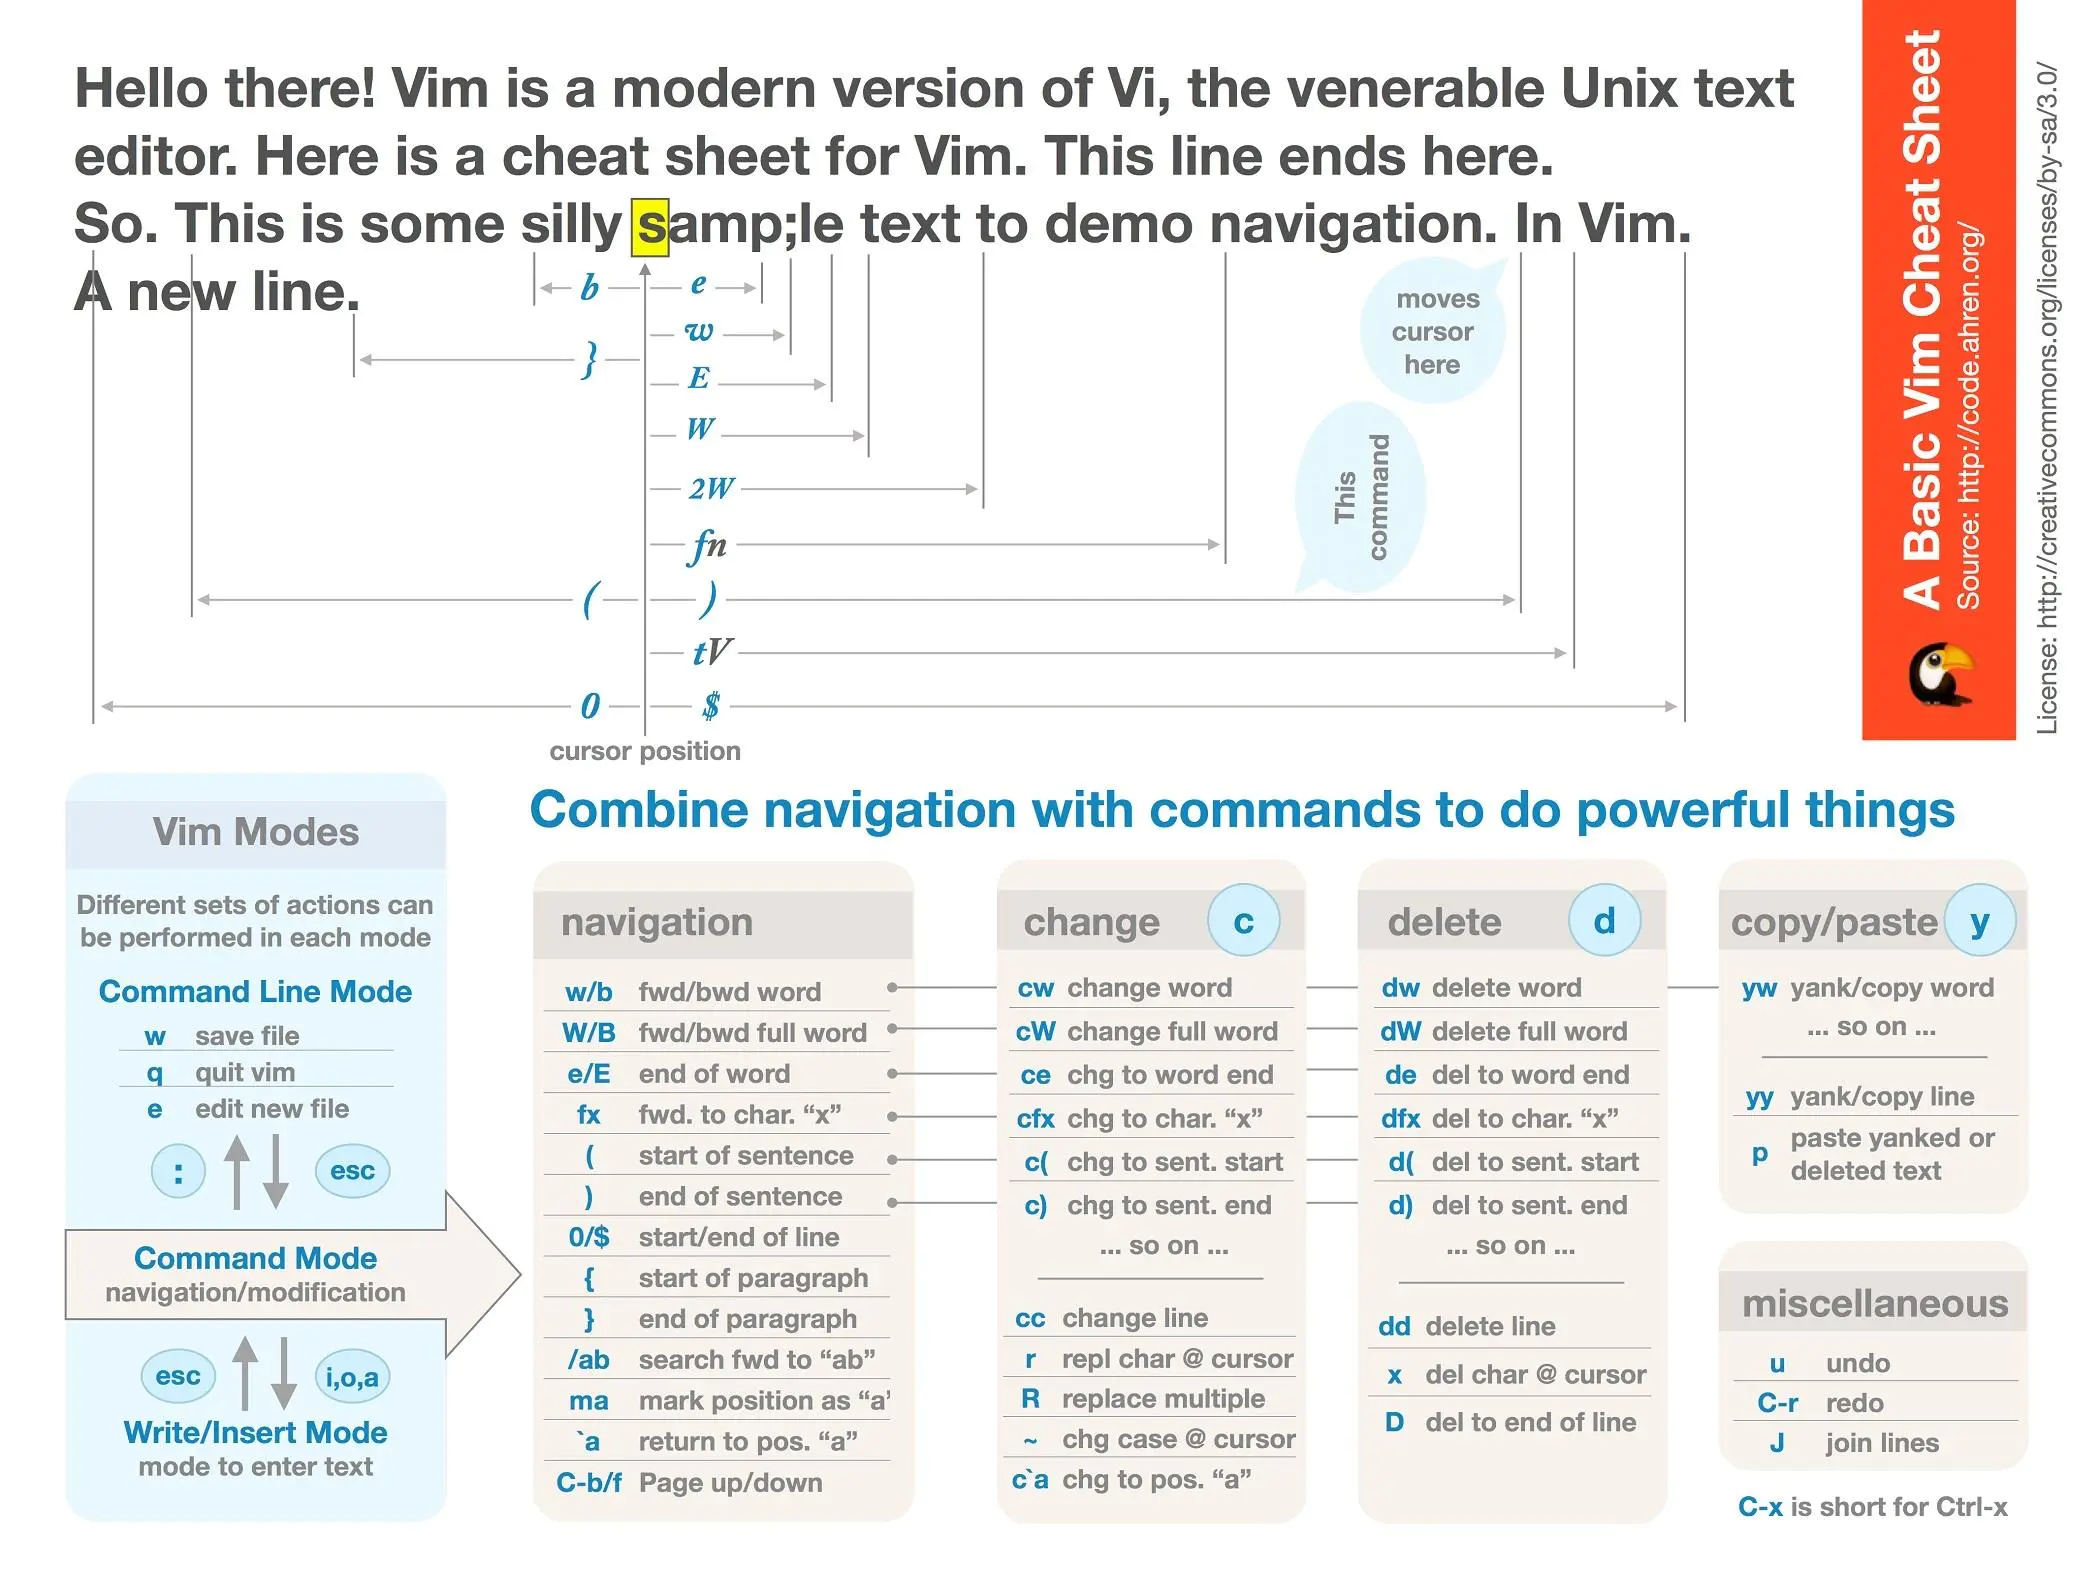 Hello there! Vim is a modern version of Vi, the venerable Unix text
editor. Here is a cheat sheet for Vim. This line ends here.
So. This is some silly samp;le text to demo navigation. In Vim.
A new line.
b
e
w
}
E
W
2W
fn
(
)
tV
0
$
cursor position
moves
cursor
here
This
command
A Basic Vim Cheat Sheet
Source: http://code.ahren.org/
License: http://creativecommons.org/licenses/by-sa/3.0/
Vim Modes
Different sets of actions can
be performed in each mode
Command Line Mode
w save file
q quit vim
e edit new file
: esc
Command Mode
navigation/modification
esc i,o,a
Write/Insert Mode
mode to enter text
Combine navigation with commands to do powerful things
navigation
w/b fwd/bwd word
W/B fwd/bwd full word
e/E end of word
fx fwd. to char. “x”
( start of sentence
) end of sentence
0/$ start/end of line
{ start of paragraph
} end of paragraph
/ab search fwd to “ab”
ma mark position as “a’
`a return to pos. “a”
C-b/f Page up/down
change c
cw change word
cW change full word
ce chg to word end
cfx chg to char. “x”
c( chg to sent. start
c) chg to sent. end
... so on ...
cc change line
r repl char @ cursor
R replace multiple
~ chg case @ cursor
c`a chg to pos. “a”
delete d
dw delete word
dW delete full word
de del to word end
dfx del to char. “x”
d( del to sent. start
d) del to sent. end
... so on ...
dd delete line
x del char @ cursor
D del to end of line
copy/paste y
yw yank/copy word
... so on ...
yy yank/copy line
p paste yanked or
deleted text
miscellaneous
u undo
C-r redo
J join lines
C-x is short for Ctrl-x